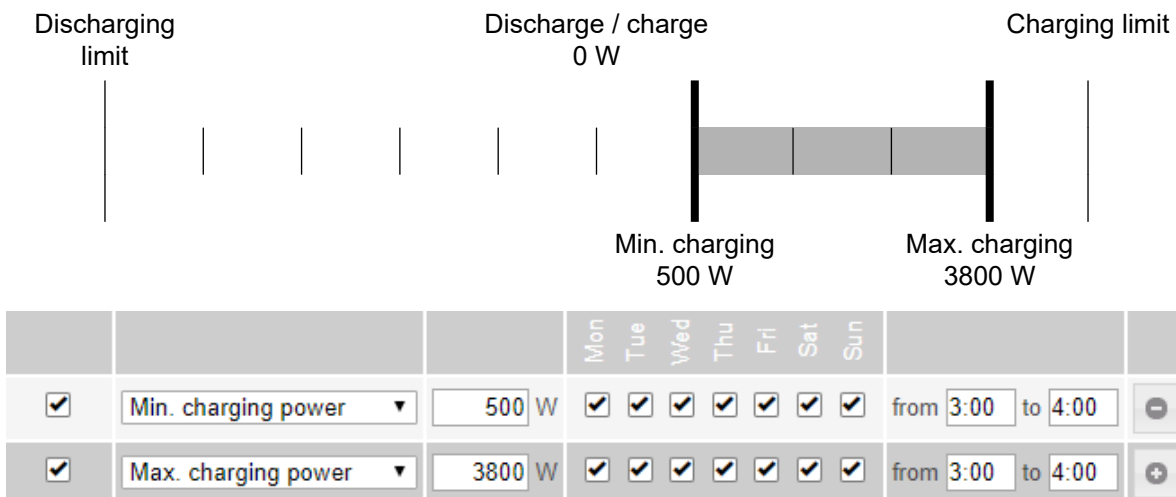 Discharging limit
Discharge / charge 0 W
Charging limit
Min. charging 500 W
Max. charging 3800 W
Mon Tue Wed Thu Fri Sat Sun
Min. charging power 500 W from 3:00 to 4:00
Max. charging power 3800 W from 3:00 to 4:00